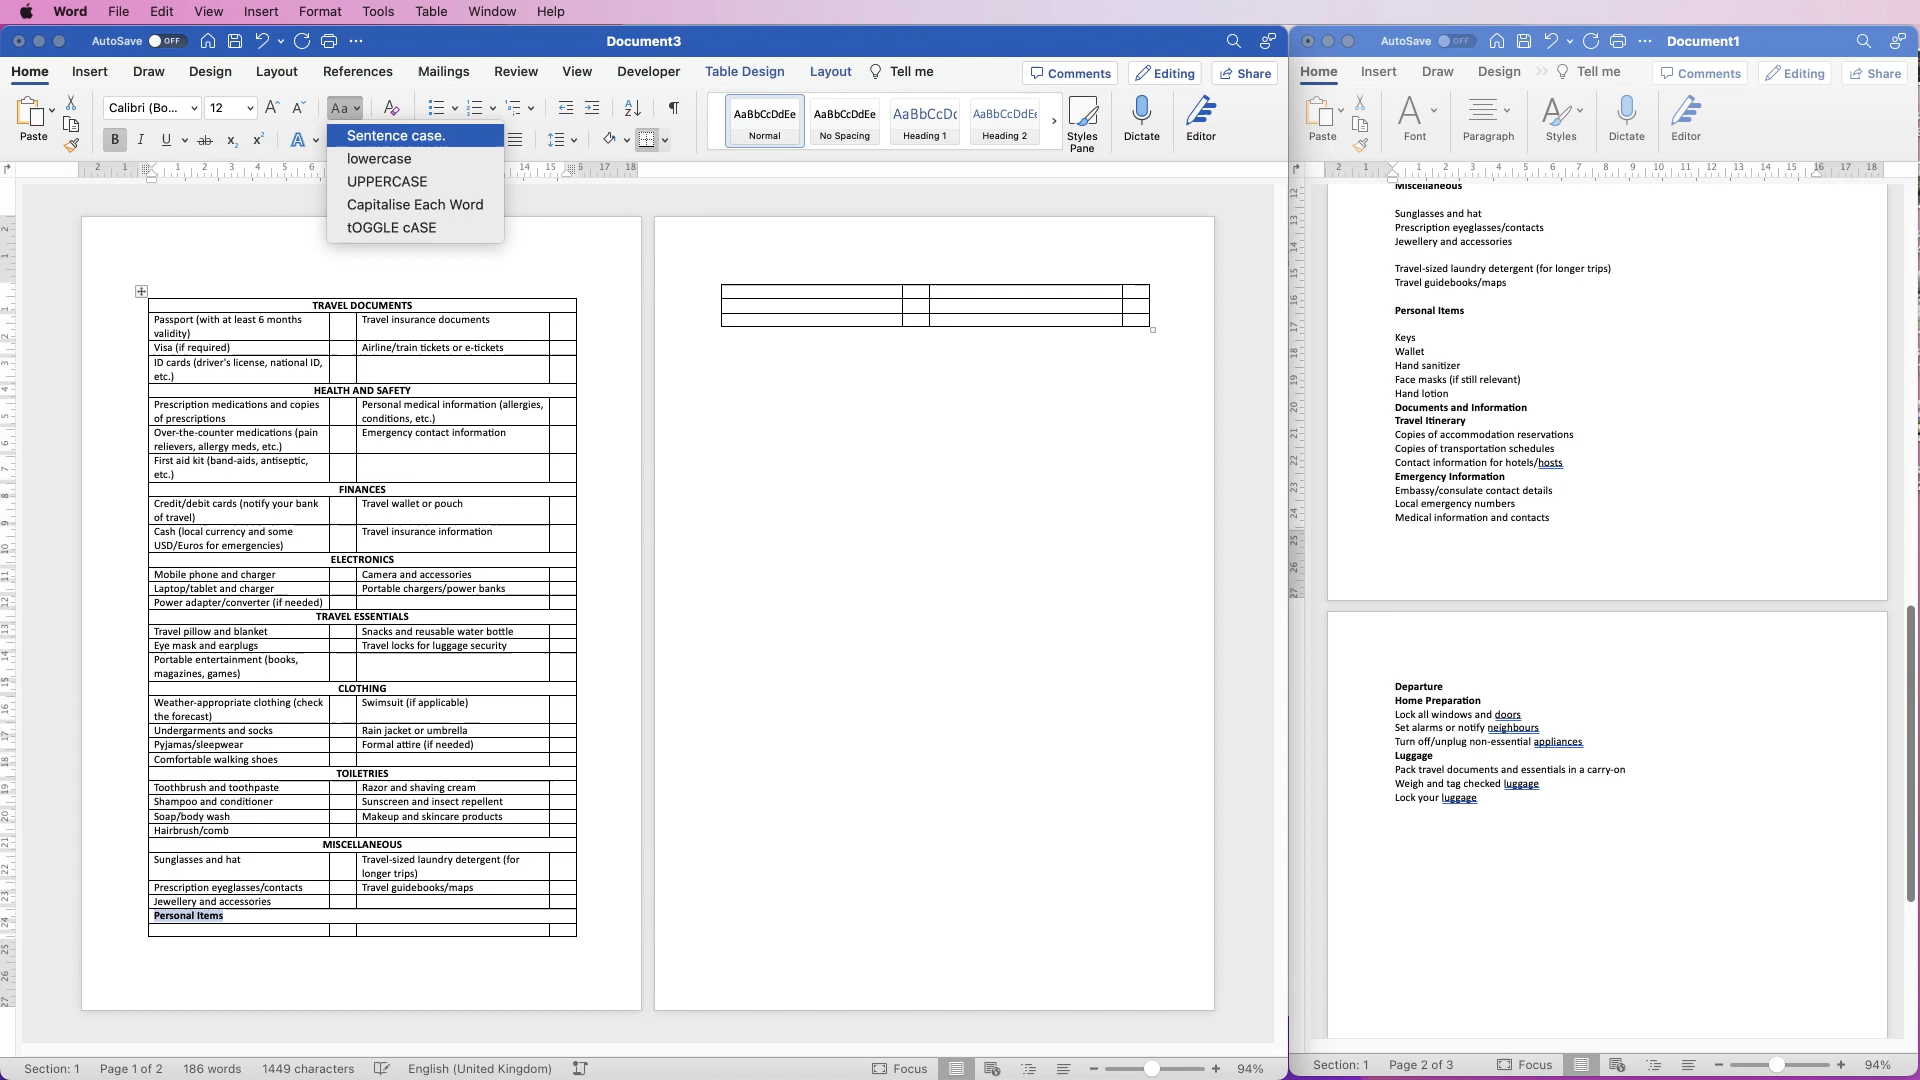 Word File Edit View Insert Format Tools Table Window Help
AutoSave OFF Document3
Home Insert Draw Design Layout References Mailings Review View Developer Table Design Layout Tell me Comments Editing Share
Paste Calibri (Bo... 12 Aa
B I U ab x₂ x² A
Sentence case.
lowercase
UPPERCASE
Capitalise Each Word
tOGGLE cASE
AaBbCcDdEe Normal
AaBbCcDdEe No Spacing
AaBbCcDc Heading 1
AaBbCcDdEe Heading 2
Styles Pane
Dictate
Editor
TRAVEL DOCUMENTS
Passport (with at least 6 months validity) Travel insurance documents
Visa (if required) Airline/train tickets or e-tickets
ID cards (driver's license, national ID, etc.)
HEALTH AND SAFETY
Prescription medications and copies of prescriptions Personal medical information (allergies, conditions, etc.)
Over-the-counter medications (pain relievers, allergy meds, etc.) Emergency contact information
First aid kit (band-aids, antiseptic, etc.)
FINANCES
Credit/debit cards (notify your bank of travel) Travel wallet or pouch
Cash (local currency and some USD/Euros for emergencies) Travel insurance information
ELECTRONICS
Mobile phone and charger Camera and accessories
Laptop/tablet and charger Portable chargers/power banks
Power adapter/converter (if needed)
TRAVEL ESSENTIALS
Travel pillow and blanket Snacks and reusable water bottle
Eye mask and earplugs Travel locks for luggage security
Portable entertainment (books, magazines, games)
CLOTHING
Weather-appropriate clothing (check the forecast) Swimsuit (if applicable)
Undergarments and socks Rain jacket or umbrella
Pyjamas/sleepwear Formal attire (if needed)
Comfortable walking shoes
TOILETRIES
Toothbrush and toothpaste Razor and shaving cream
Shampoo and conditioner Sunscreen and insect repellent
Soap/body wash Makeup and skincare products
Hairbrush/comb
MISCELLANEOUS
Sunglasses and hat Travel-sized laundry detergent (for longer trips)
Prescription eyeglasses/contacts Travel guidebooks/maps
Jewellery and accessories
Personal Items
Section: 1 Page 1 of 2 186 words 1449 characters English (United Kingdom) Focus 94%
AutoSave OFF Document1
Home Insert Draw Design Tell me Comments Editing Share
Paste Font Paragraph Styles Dictate Editor
Miscellaneous
Sunglasses and hat
Prescription eyeglasses/contacts
Jewellery and accessories
Travel-sized laundry detergent (for longer trips)
Travel guidebooks/maps
Personal Items
Keys
Wallet
Hand sanitizer
Face masks (if still relevant)
Hand lotion
Documents and Information
Travel Itinerary
Copies of accommodation reservations
Copies of transportation schedules
Contact information for hotels/hosts
Emergency Information
Embassy/consulate contact details
Local emergency numbers
Medical information and contacts
Departure
Home Preparation
Lock all windows and doors
Set alarms or notify neighbours
Turn off/unplug non-essential appliances
Luggage
Pack travel documents and essentials in a carry-on
Weigh and tag checked luggage
Lock your luggage
Section: 1 Page 2 of 3 Focus 94%